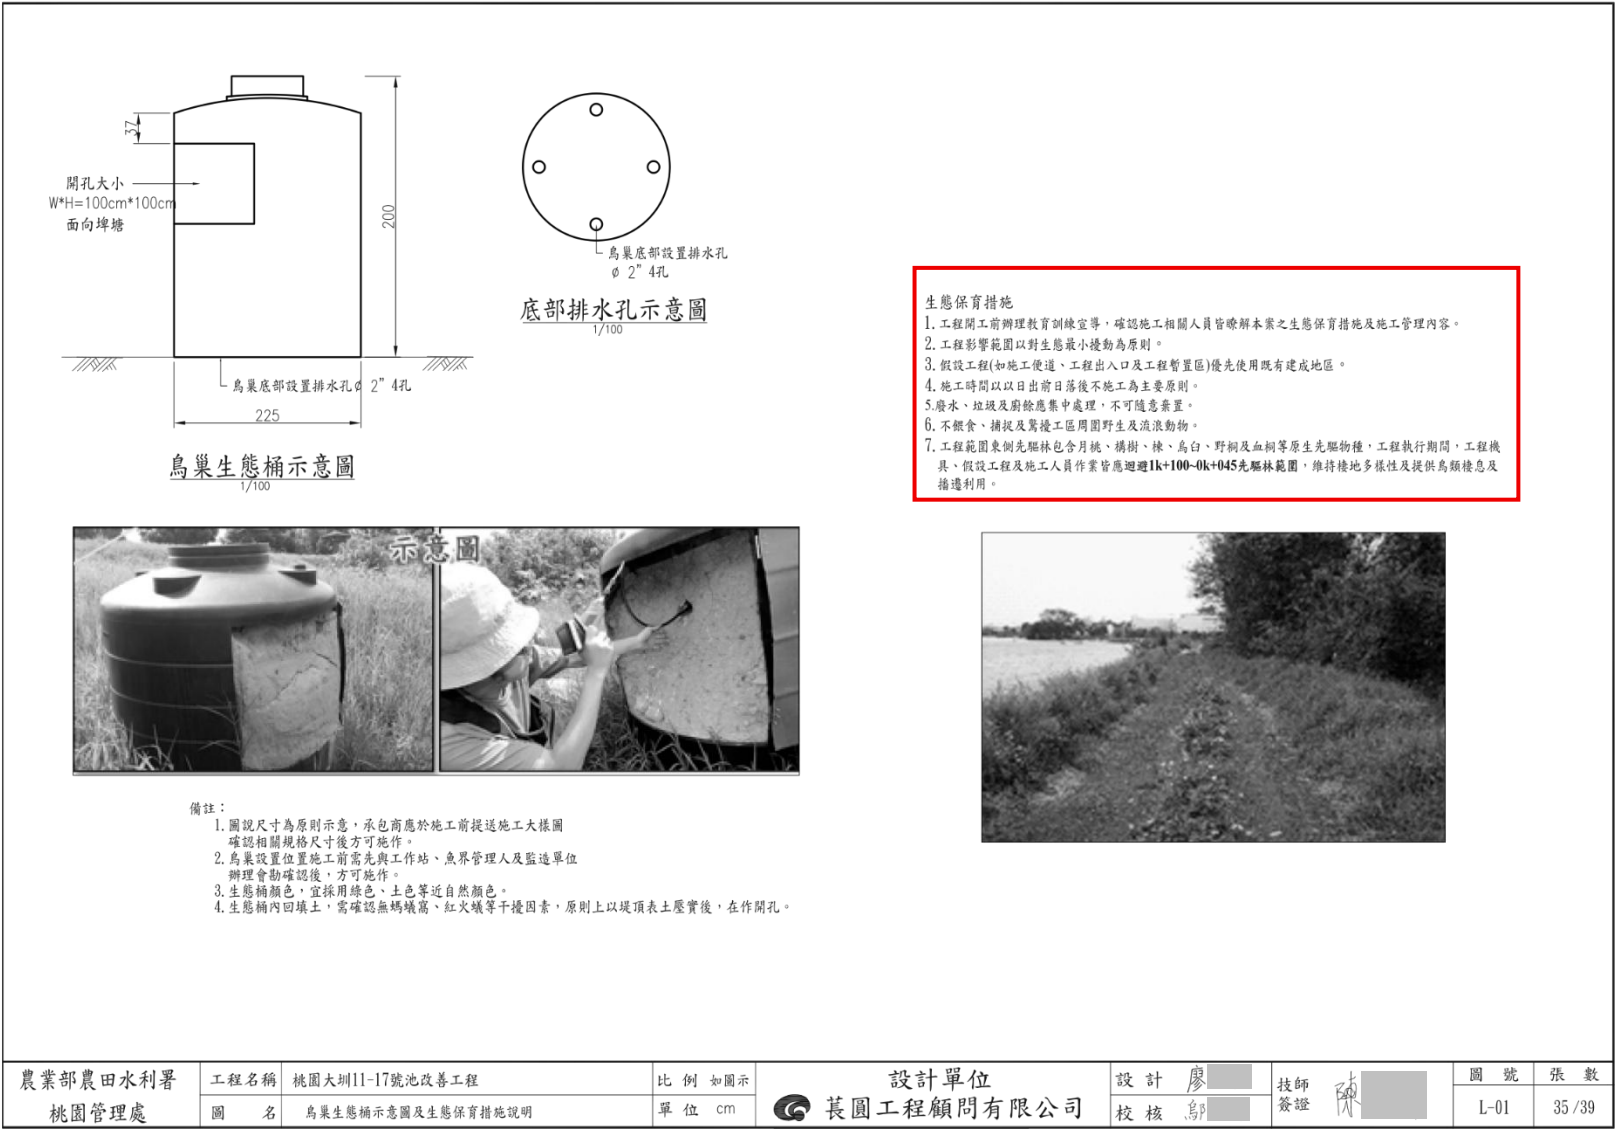 37
開孔大小
W*H=100cm*100cm
面向埤塘
200
鳥巢底部設置排水孔∅ 2” 4孔
225
鳥巢生態桶示意圖
1/100
鳥巢底部設置排水孔
∅ 2” 4孔
底部排水孔示意圖
1/100
生態保育措施
1. 工程開工前辦理教育訓練宣導，確認施工相關人員皆瞭解本案之生態保育措施及施工管理內容。
2. 工程影響範圍以對生態最小擾動為原則。
3. 假設工程(如施工便道、工程出入口及工程暫置區)優先使用既有建成地區。
4. 施工時間以以日出前日落後不施工為主要原則。
5.廢水、垃圾及廚餘應集中處理，不可隨意棄置。
6. 不餵食、捕捉及驚擾工區周圍野生及流浪動物。
7. 工程範圍東側先驅林包含月桃、構樹、楝、烏臼、野桐及血桐等原生先驅物種，工程執行期間，工程機
具、假設工程及施工人員作業皆應迴避1k+100~0k+045先驅林範圍，維持棲地多樣性及提供鳥類棲息及
播遷利用。
示意圖
備註：
1. 圖說尺寸為原則示意，承包商應於施工前提送施工大樣圖
確認相關規格尺寸後方可施作。
2. 鳥巢設置位置施工前需先與工作站、魚界管理人及監造單位
辦理會勘確認後，方可施作。
3. 生態桶顏色，宜採用綠色、土色等近自然顏色。
4. 生態桶內回填土，需確認無螞蟻窩、紅火蟻等干擾因素，原則上以堤頂表土壓實後，在作開孔。
農業部農田水利署
桃園管理處
工程名稱 桃園大圳11-17號池改善工程
圖 名 鳥巢生態桶示意圖及生態保育措施說明
比例 如圖示
單位 cm
設計單位
萇圓工程顧問有限公司
設計 廖
校核 鄔
技師
簽證
陳
圖號 張數
L-01 35/39